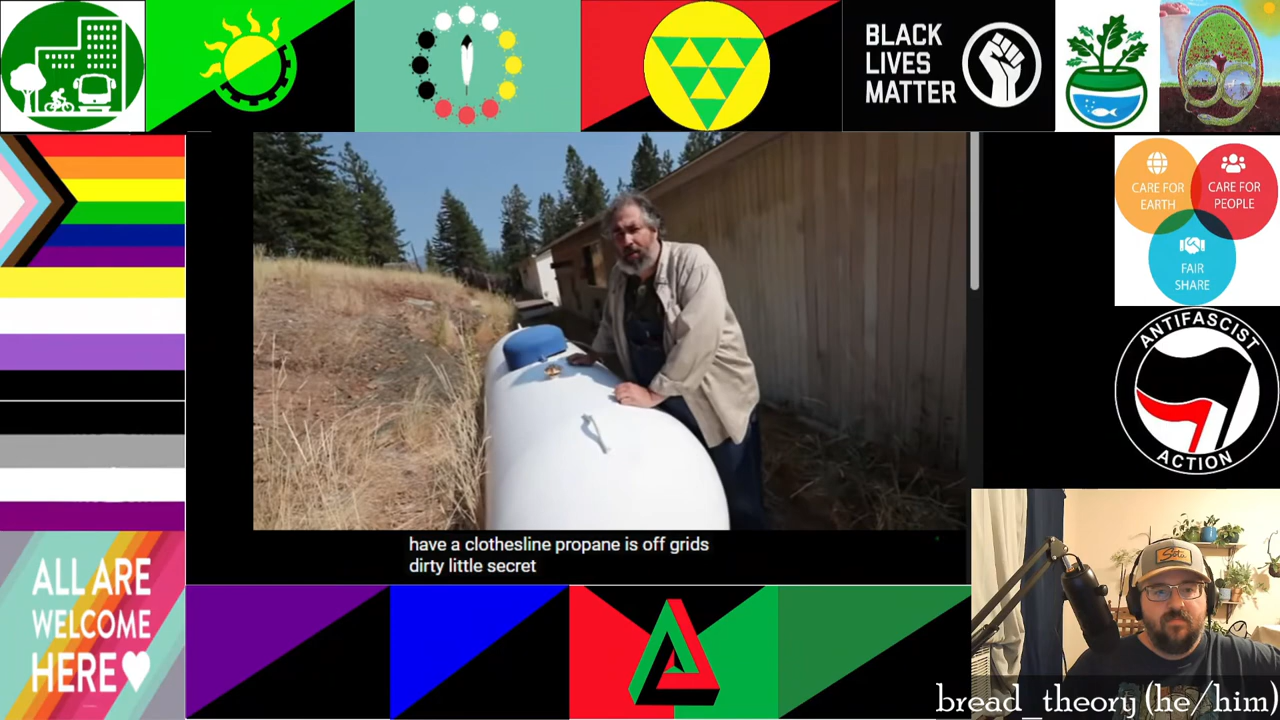 BLACK
LIVES
MATTER
CARE FOR
EARTH
CARE FOR
PEOPLE
FAIR
SHARE
ANTIFASCIST
ACTION
have a clothesline propane is off grids
dirty little secret
ALL ARE
WELCOME
HERE
bread_theory (he/him)